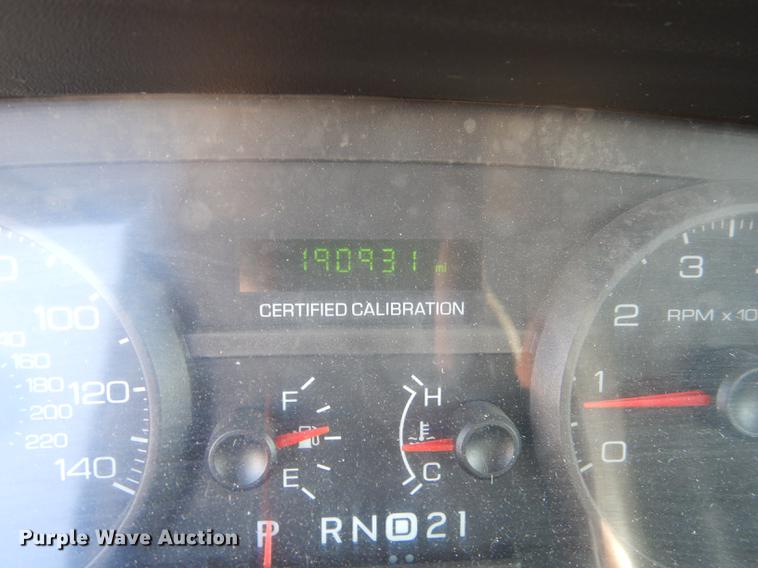 190931 mi
CERTIFIED CALIBRATION
100
120
140
160
180
200
220
F
E
H
C
3
2
1
0
RPM x 10
P R N D 2 1
Purple Wave Auction